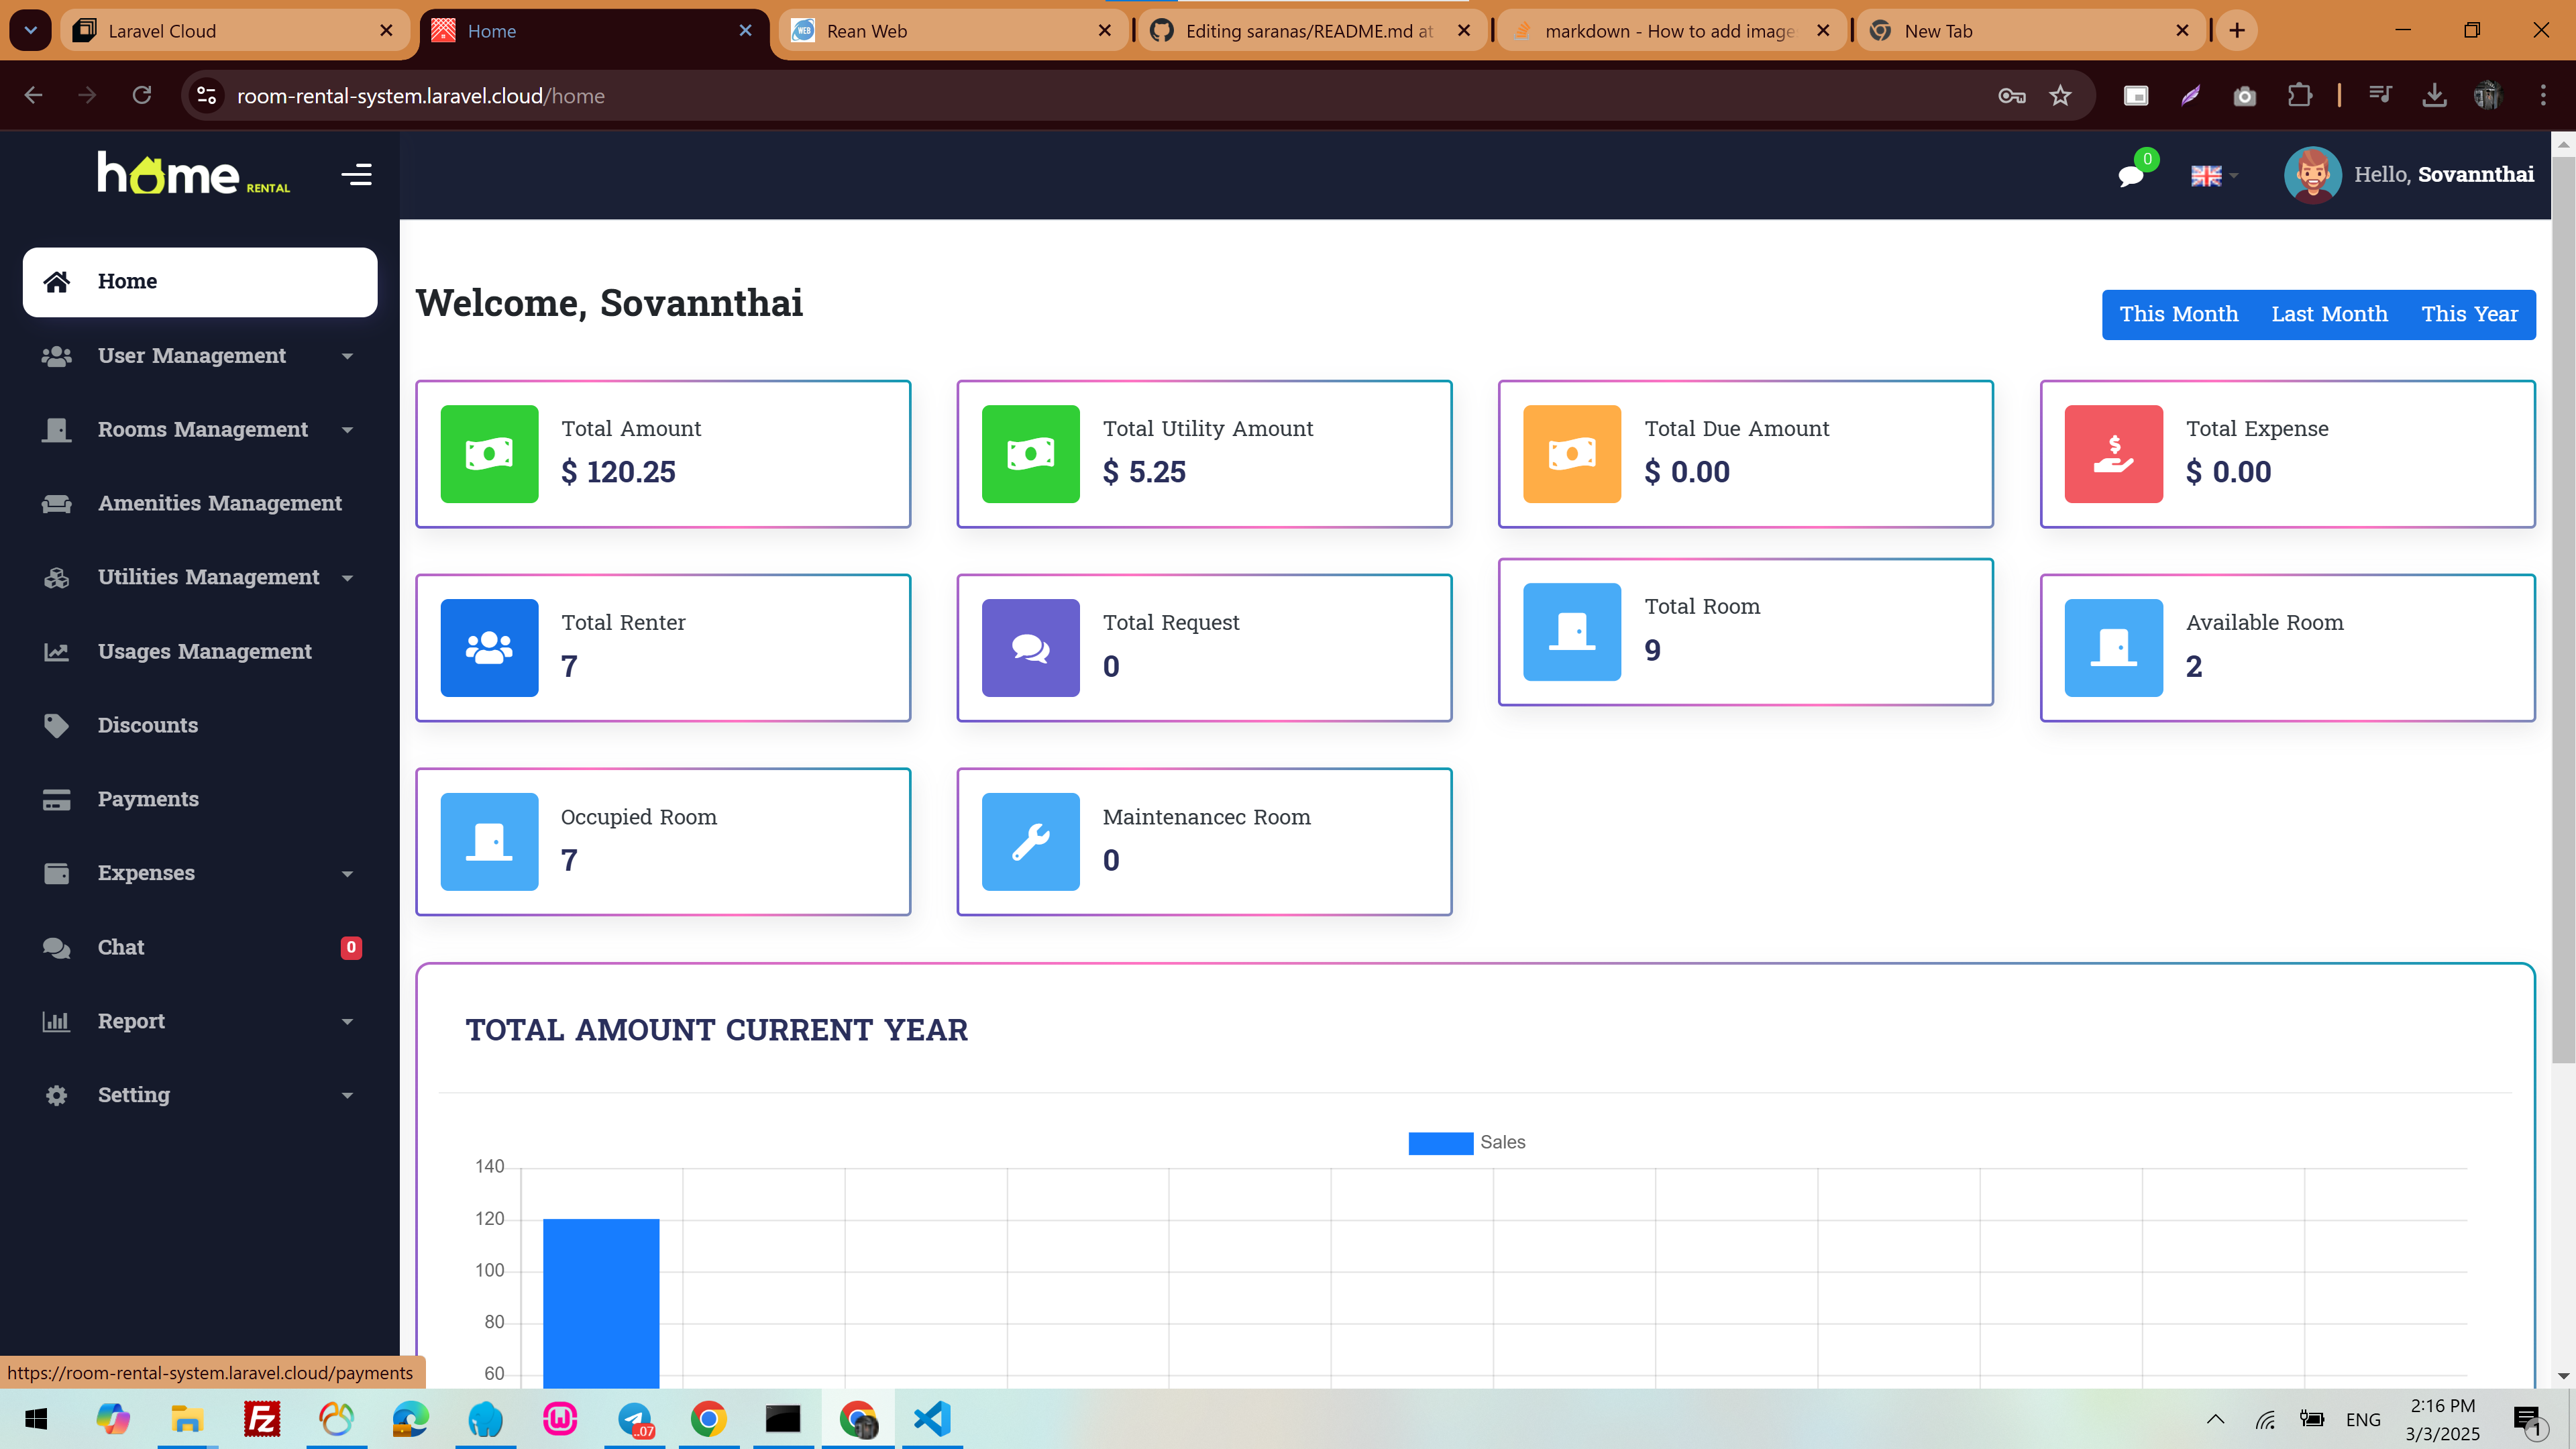 Laravel Cloud
Home
Rean Web
Editing saranas/README.md at
markdown - How to add image
New Tab
room-rental-system.laravel.cloud/home
home RENTAL
0
Hello, Sovannthai
Home
User Management
Rooms Management
Amenities Management
Utilities Management
Usages Management
Discounts
Payments
Expenses
Chat
0
Report
Setting
Welcome, Sovannthai
This Month
Last Month
This Year
Total Amount
$ 120.25
Total Utility Amount
$ 5.25
Total Due Amount
$ 0.00
Total Expense
$ 0.00
Total Renter
7
Total Request
0
Total Room
9
Available Room
2
Occupied Room
7
Maintenancec Room
0
TOTAL AMOUNT CURRENT YEAR
Sales
140
120
100
80
60
https://room-rental-system.laravel.cloud/payments
..07
ENG
2:16 PM
3/3/2025
1